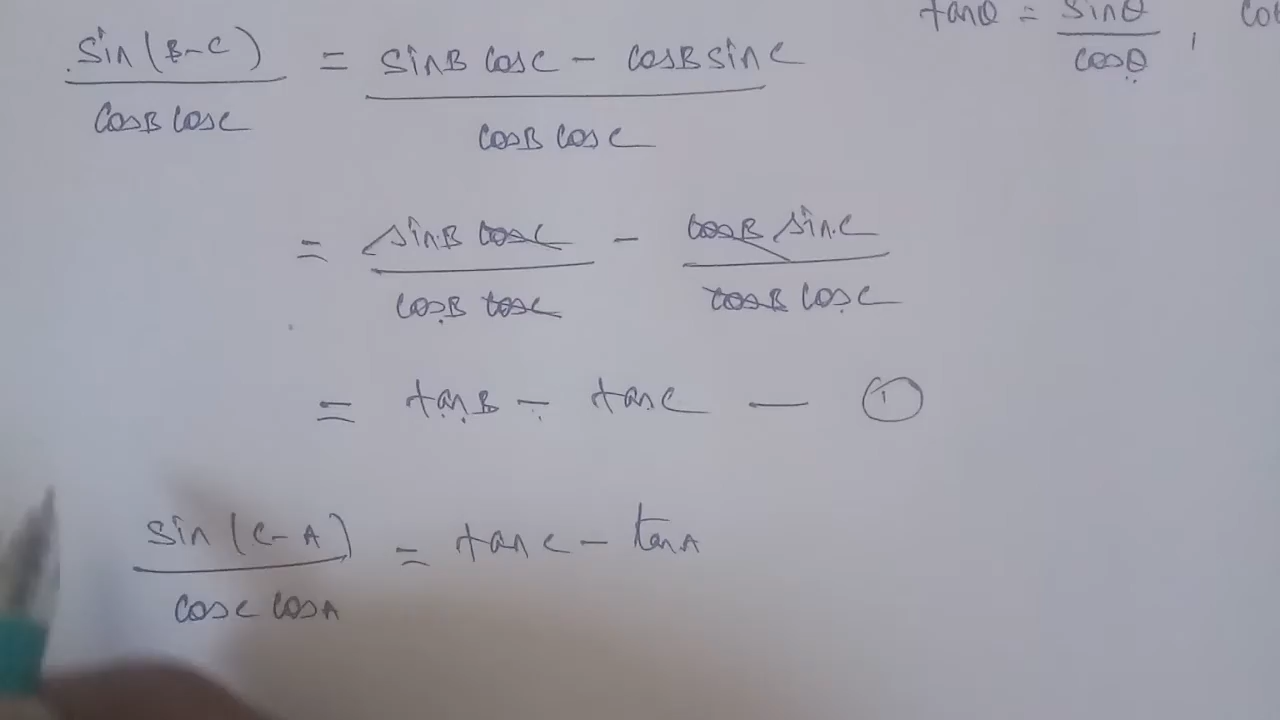 tanθ = sinθ/cosθ ,
sin(B-C)/cosB cosC = sinB cosC - cosB sinC/cosB cosC
= sinB cosC/cosB cosC - cosB sinC/cosB cosC
= tanB - tanC — ①
sin(C-A)/cosC cosA = tanC - tanA